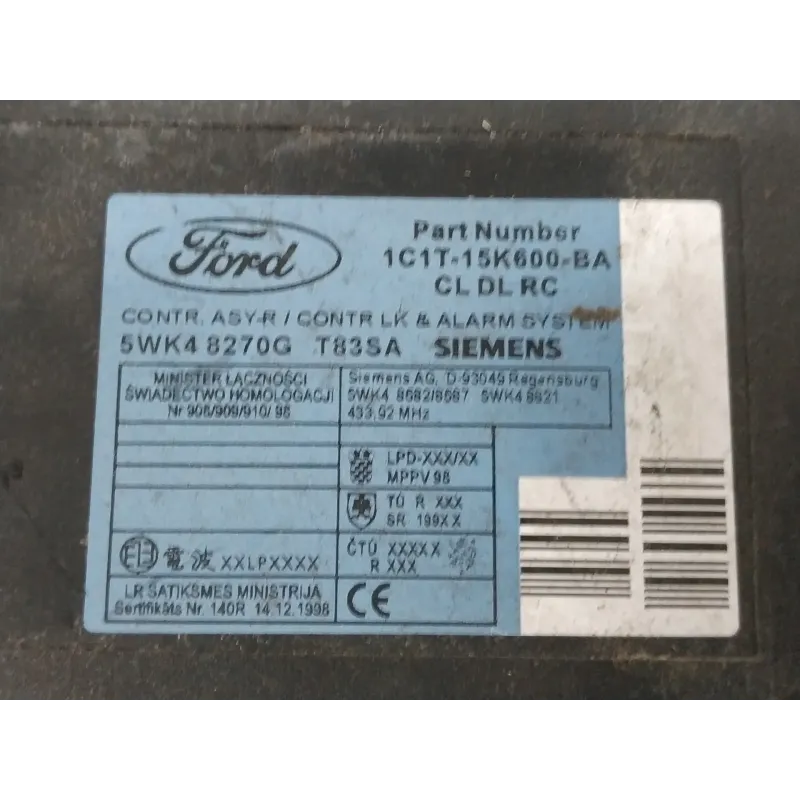 Ford
Part Number
1C1T-15K600-BA
CL DL RC
CONTR. ASY-R / CONTR LK & ALARM SYSTEM
5WK4 8270G T83SA SIEMENS
MINISTER ŁĄCZNOŚCI
ŚWIADECTWO HOMOLOGACJI
Nr 908/909/910/ 98
Siemens AG, D-93049 Regensburg
5WK4 8682/8687 5WK4 8821
433,92 MHz
LPD-XXX/XX
MPPV 98
TÚ R XXX
SR 199XX
電波 XXLPXXXX
ČTÚ XXXXX
R XXX
LR SATIKSMES MINISTRIJA
Sertifikāts Nr. 140R 14.12.1998
CE